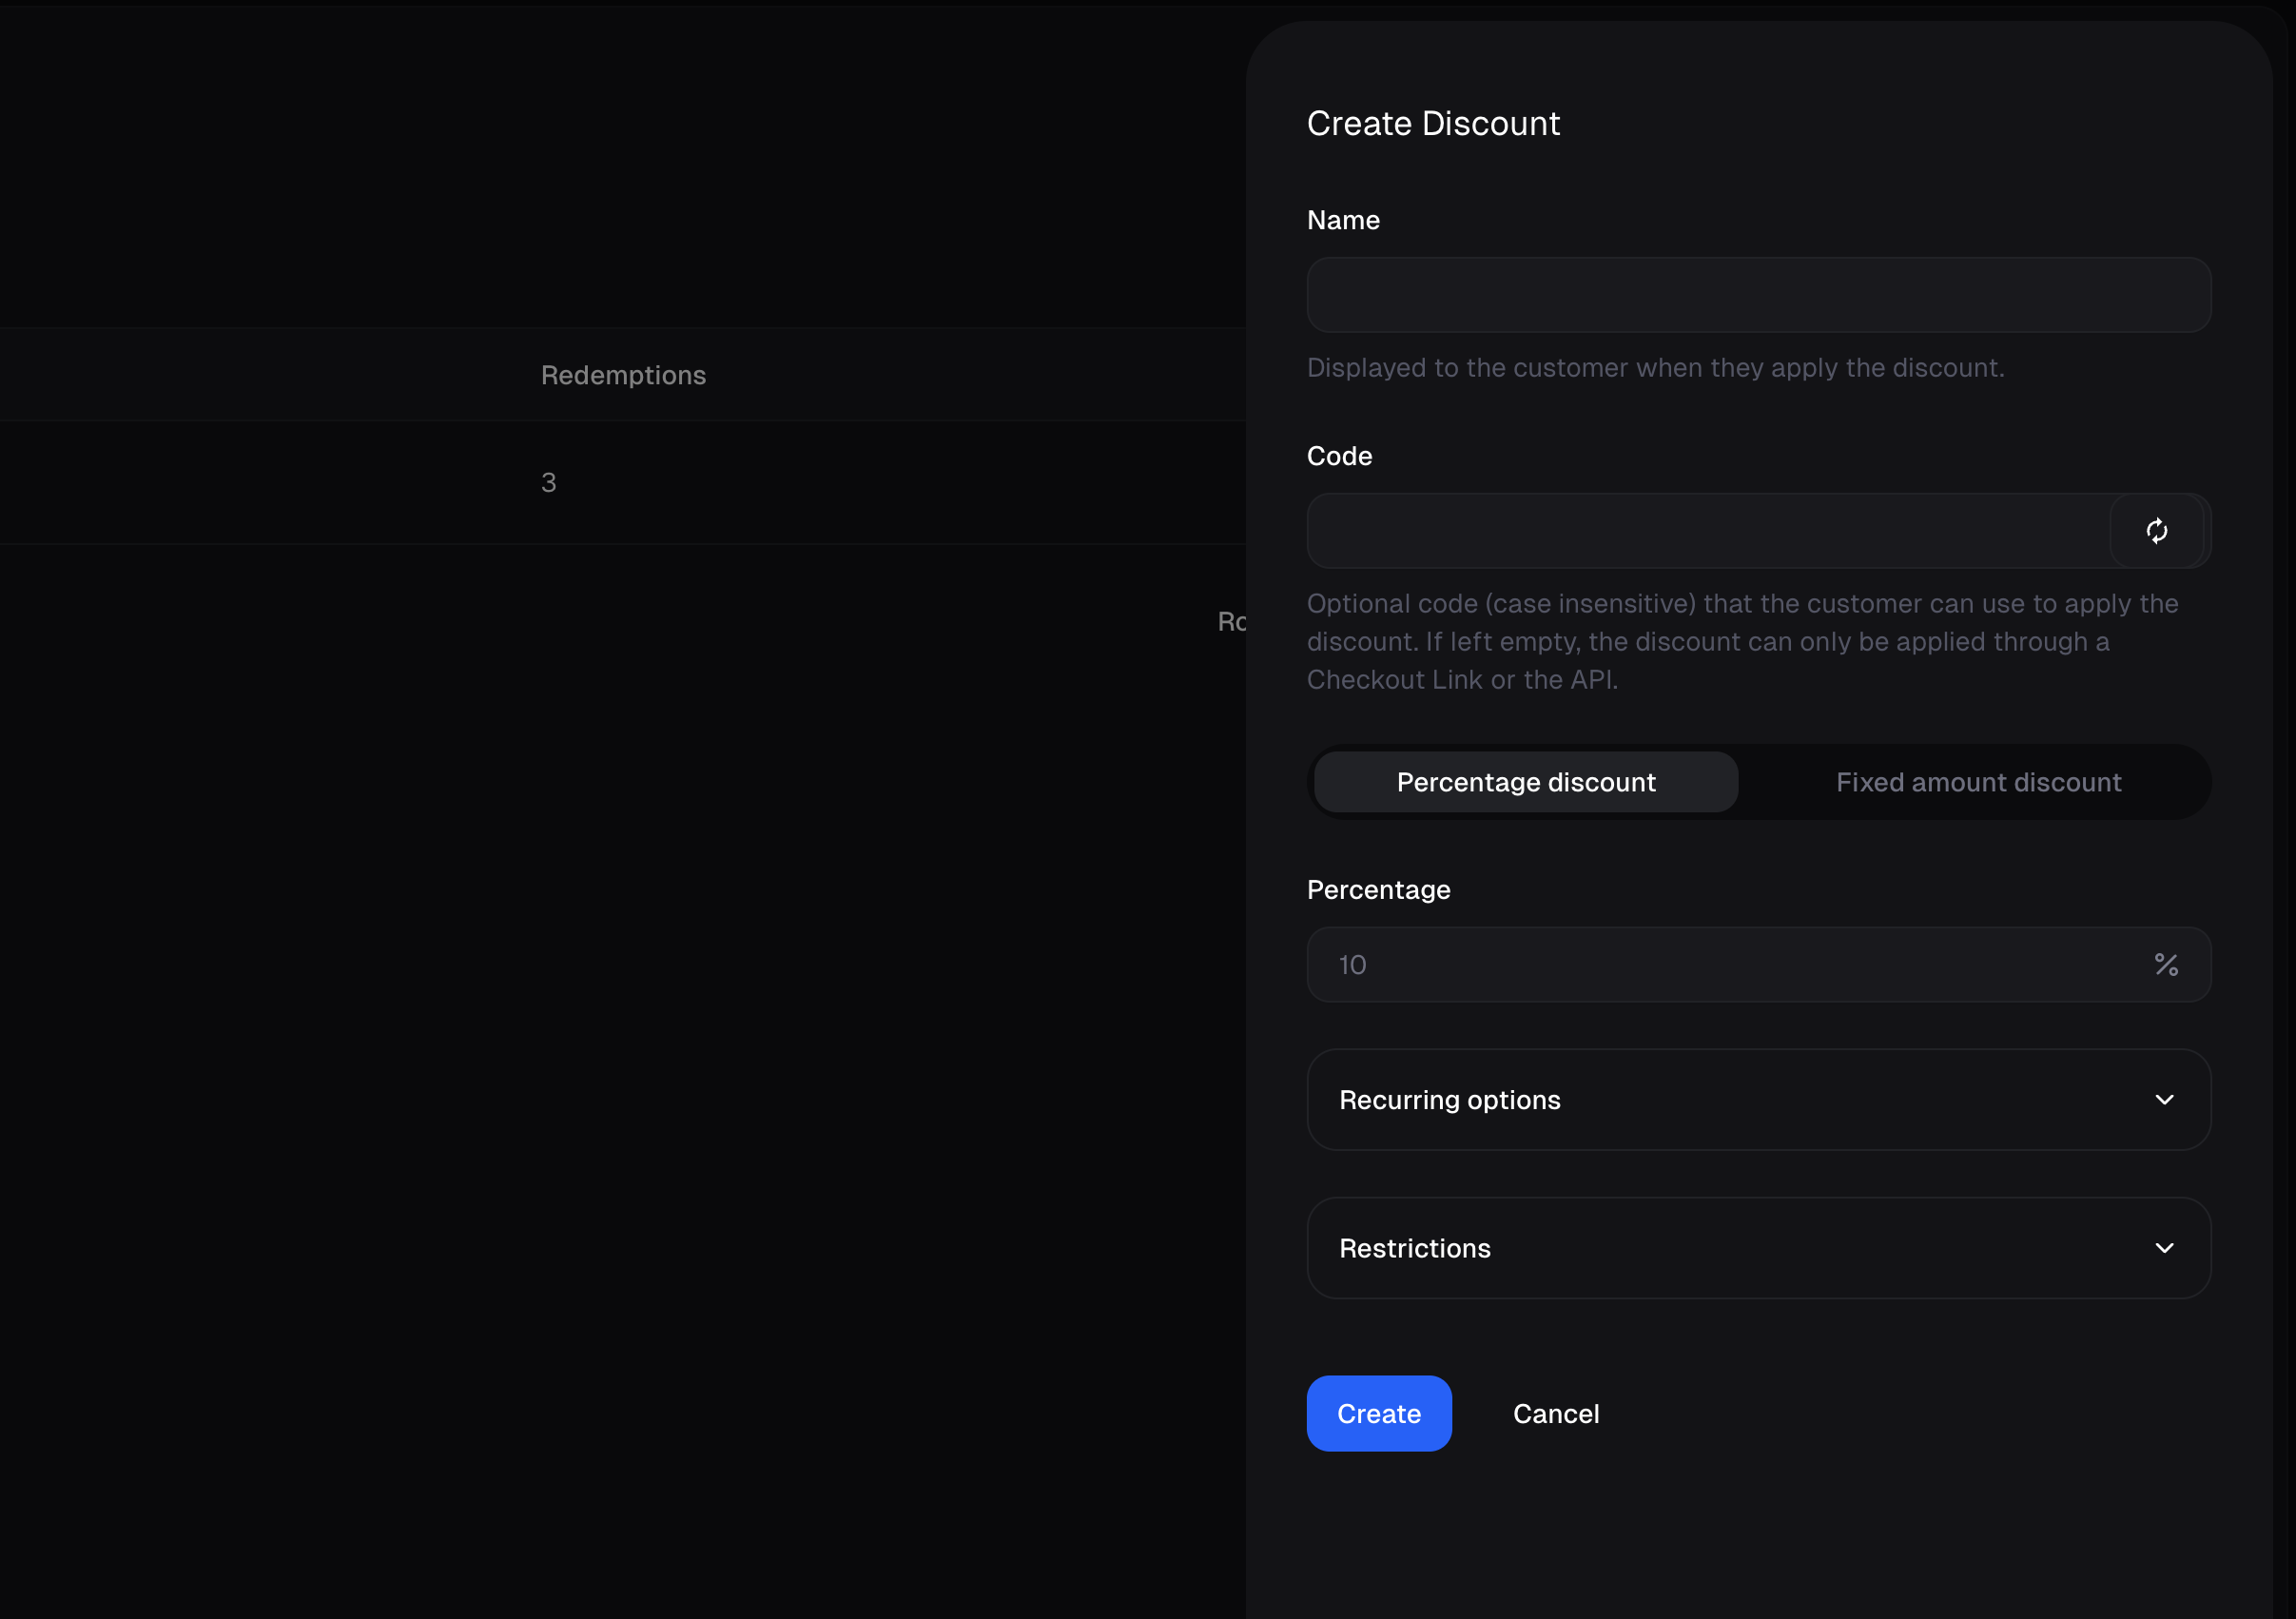 Redemptions
3
Create Discount
Name
Displayed to the customer when they apply the discount.
Code
Optional code (case insensitive) that the customer can use to apply the
discount. If left empty, the discount can only be applied through a
Checkout Link or the API.
Percentage discount
Fixed amount discount
Percentage
10
%
Recurring options
Restrictions
Create
Cancel